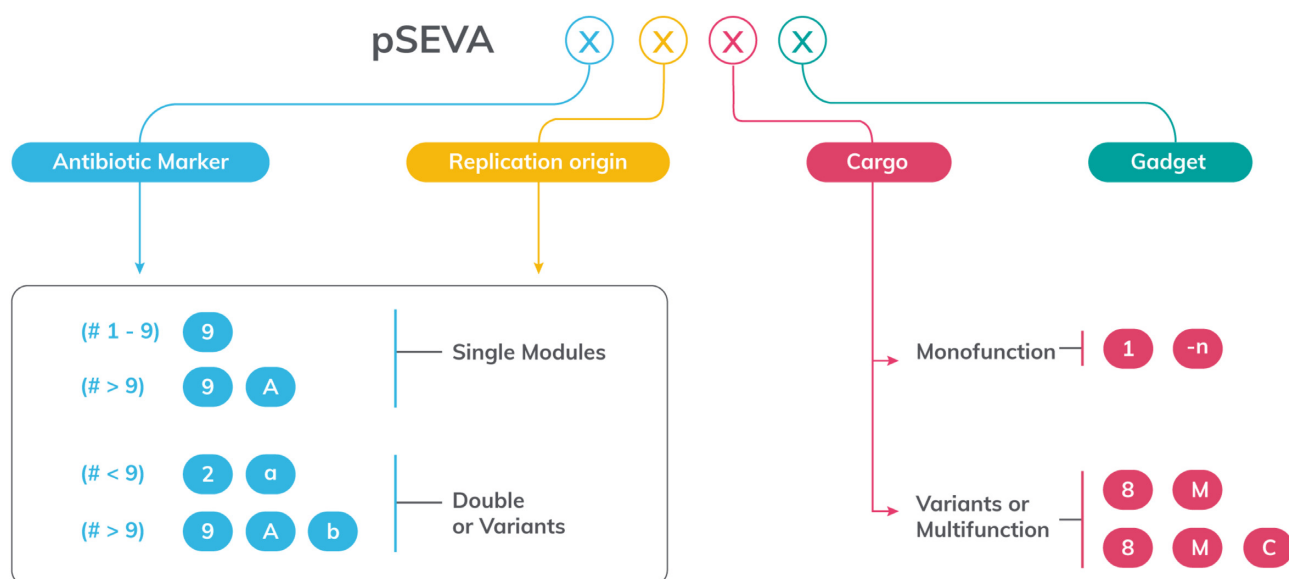 pSEVA X X X X
Antibiotic Marker
Replication origin
Cargo
Gadget
(# 1 - 9) 9
(# > 9) 9 A
Single Modules
(# < 9) 2 a
(# > 9) 9 A b
Double
or Variants
Monofunction
1 -n
Variants or
Multifunction
8 M
8 M C